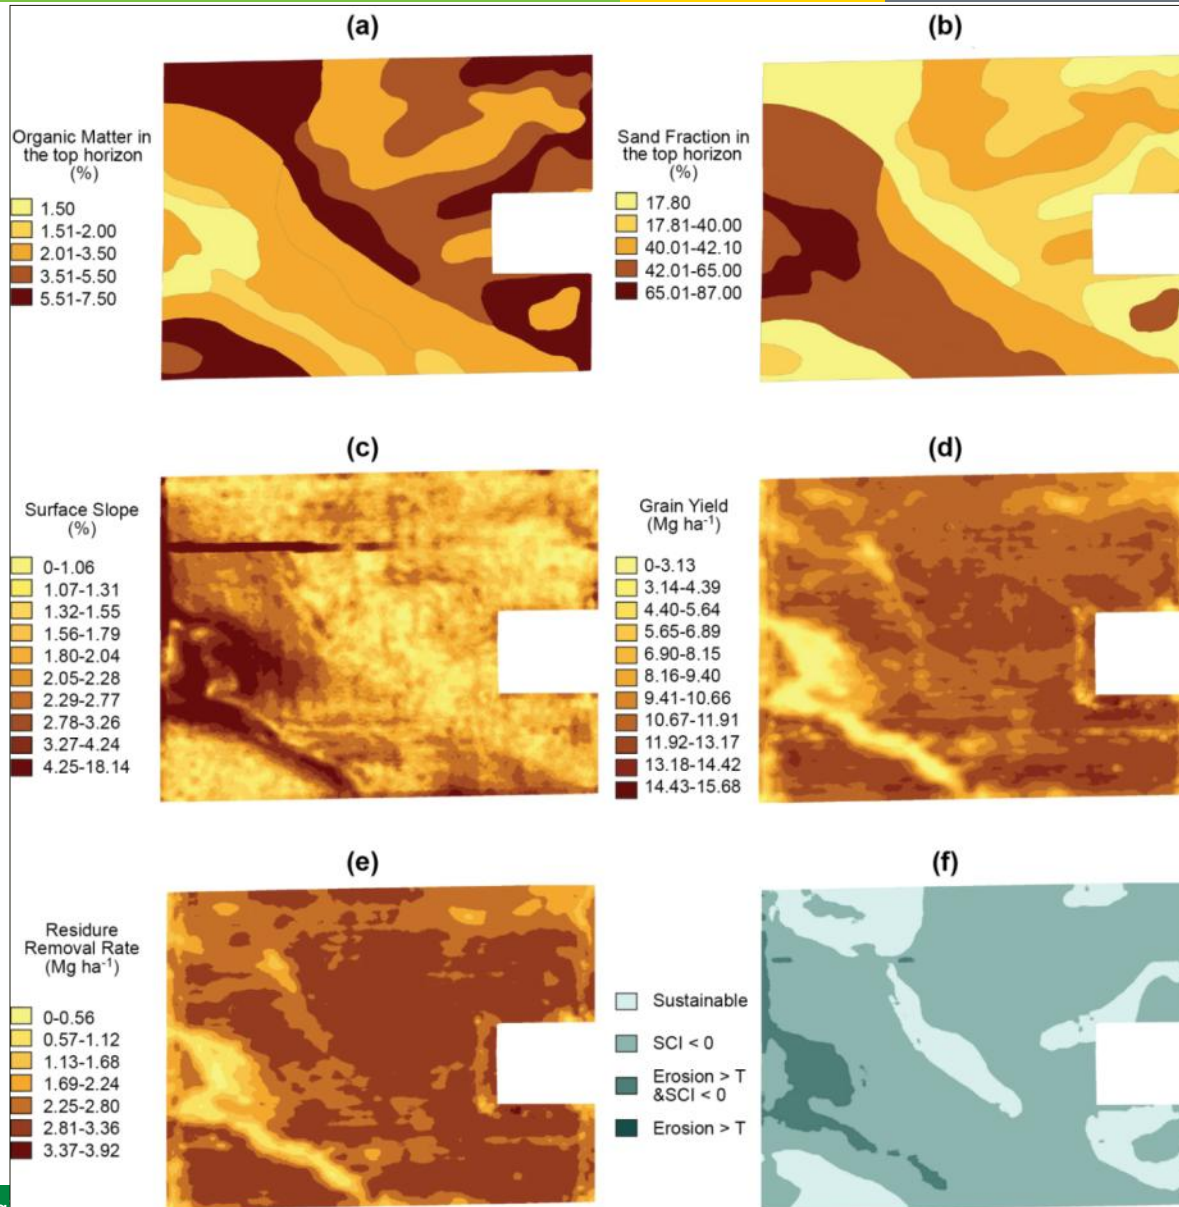 (a)
(b)
Organic Matter in
the top horizon
(%)
1.50
1.51-2.00
2.01-3.50
3.51-5.50
5.51-7.50
Sand Fraction in
the top horizon
(%)
17.80
17.81-40.00
40.01-42.10
42.01-65.00
65.01-87.00
(c)
(d)
Surface Slope
(%)
0-1.06
1.07-1.31
1.32-1.55
1.56-1.79
1.80-2.04
2.05-2.28
2.29-2.77
2.78-3.26
3.27-4.24
4.25-18.14
Grain Yield
(Mg ha⁻¹)
0-3.13
3.14-4.39
4.40-5.64
5.65-6.89
6.90-8.15
8.16-9.40
9.41-10.66
10.67-11.91
11.92-13.17
13.18-14.42
14.43-15.68
(e)
(f)
Residure
Removal Rate
(Mg ha⁻¹)
0-0.56
0.57-1.12
1.13-1.68
1.69-2.24
2.25-2.80
2.81-3.36
3.37-3.92
Sustainable
SCI < 0
Erosion > T
&SCI < 0
Erosion > T